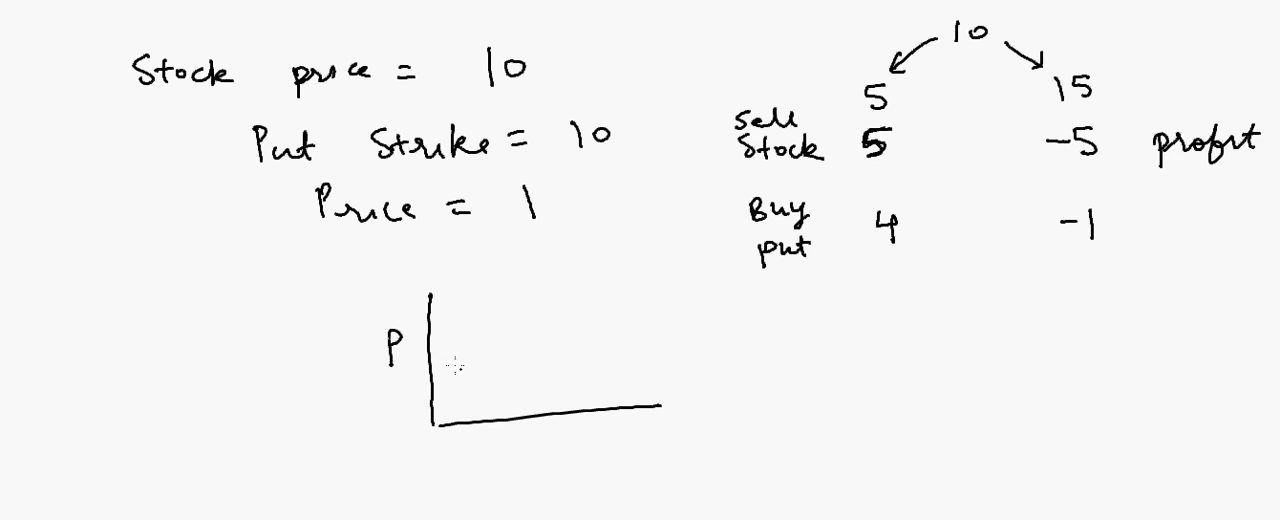 Stock price = 10
Put Strike = 10
Price = 1
10
5 15
Sell
Stock 5 -5 profit
Buy
put 4 -1
P